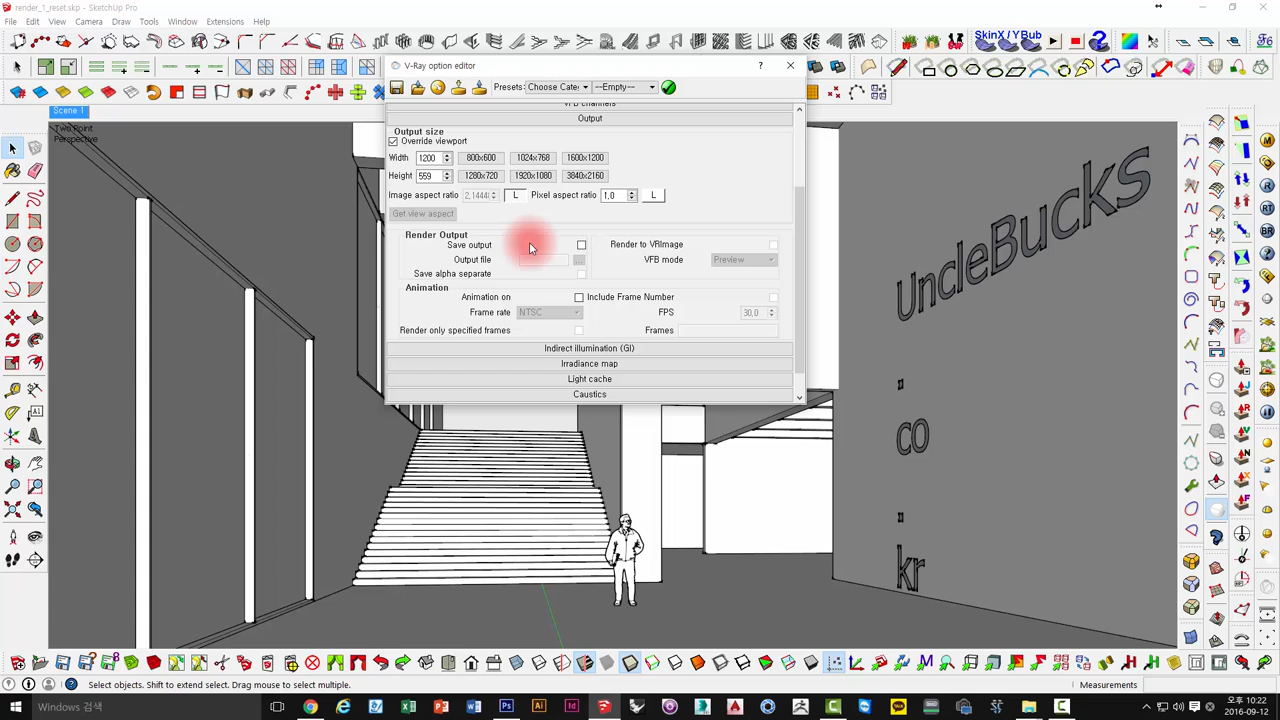 render_1_reset.skp - SketchUp Pro
File Edit View Camera Draw Tools Window Extensions Help
SkinX / YBub
V-Ray option editor
Presets: Choose Cate --Empty--
Scene 1
Two Point
Perspective
VFB channels
Output
Output size
Override viewport
Width 1200 800x600 1024x768 1600x1200
Height 559 1280x720 1920x1080 3840x2160
Image aspect ratio 2,1444 L Pixel aspect ratio 1,0 L
Get view aspect
Render Output
Save output Render to VRImage
Output file ... VFB mode Preview
Save alpha separate
Animation
Animation on Include Frame Number
Frame rate NTSC FPS 30,0
Render only specified frames Frames
Indirect illumination (GI)
Irradiance map
Light cache
Caustics
UncleBucks
.
co
.
kr
Select objects. Shift to extend select. Drag mouse to select multiple.
Measurements
Windows 검색
오후 10:22
2016-09-12